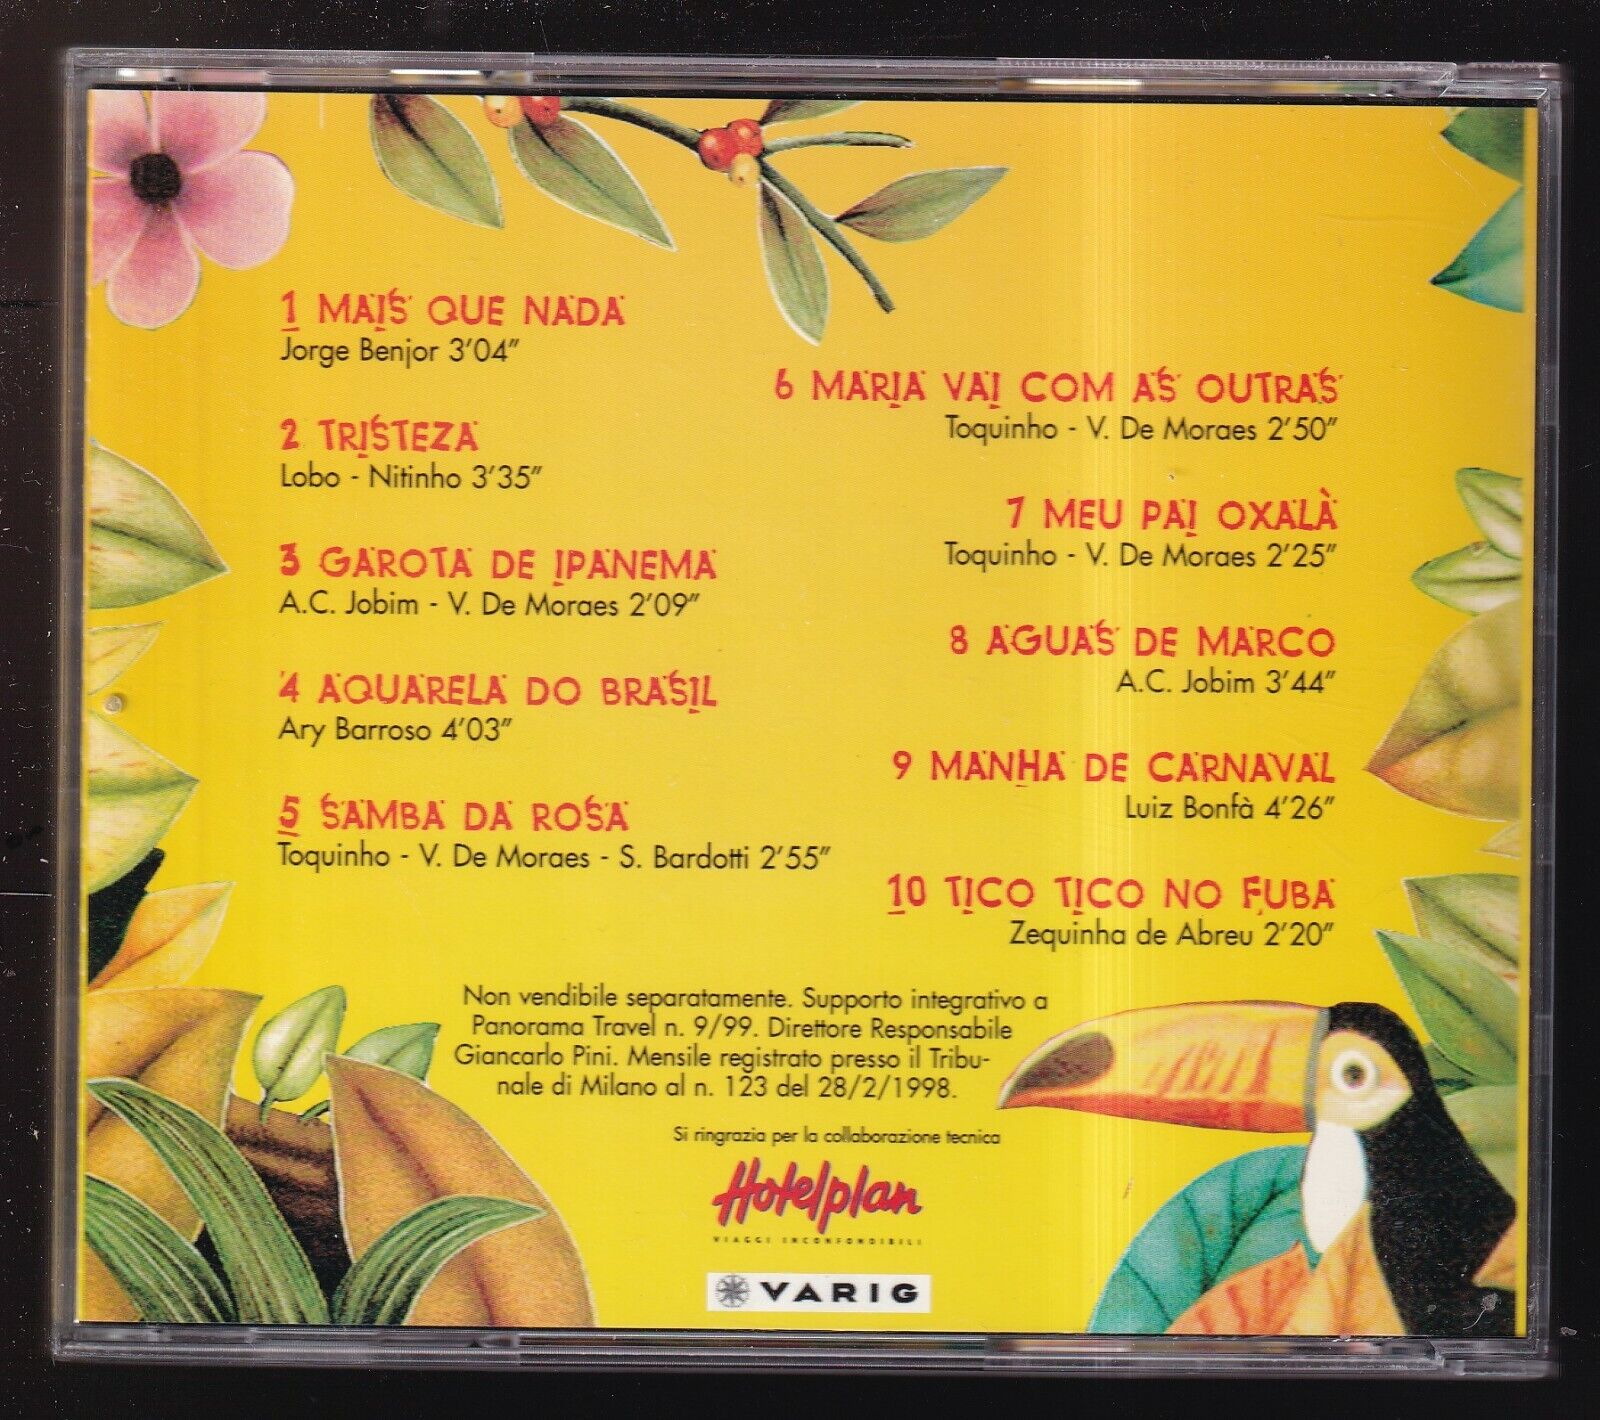 1 MAIS QUE NADA
Jorge Benjor 3'04"
2 TRISTEZA
Lobo - Nitinho 3'35"
3 GAROTA DE IPANEMA
A.C. Jobim - V. De Moraes 2'09"
4 AQUARELA DO BRASIL
Ary Barroso 4'03"
5 SAMBA DA ROSA
Toquinho - V. De Moraes - S. Bardotti 2'55"
6 MARIA VAI COM AS OUTRAS
Toquinho - V. De Moraes 2'50"
7 MEU PAI OXALÀ
Toquinho - V. De Moraes 2'25"
8 AGUAS DE MARCO
A.C. Jobim 3'44"
9 MANHA DE CARNAVAL
Luiz Bonfà 4'26"
10 TICO TICO NO FUBA
Zequinha de Abreu 2'20"
Non vendibile separatamente. Supporto integrativo a
Panorama Travel n. 9/99. Direttore Responsabile
Giancarlo Pini. Mensile registrato presso il Tribu-
nale di Milano al n. 123 del 28/2/1998.
Si ringrazia per la collaborazione tecnica
Hotelplan
VIAGGI INCONFONDIBILI
VARIG